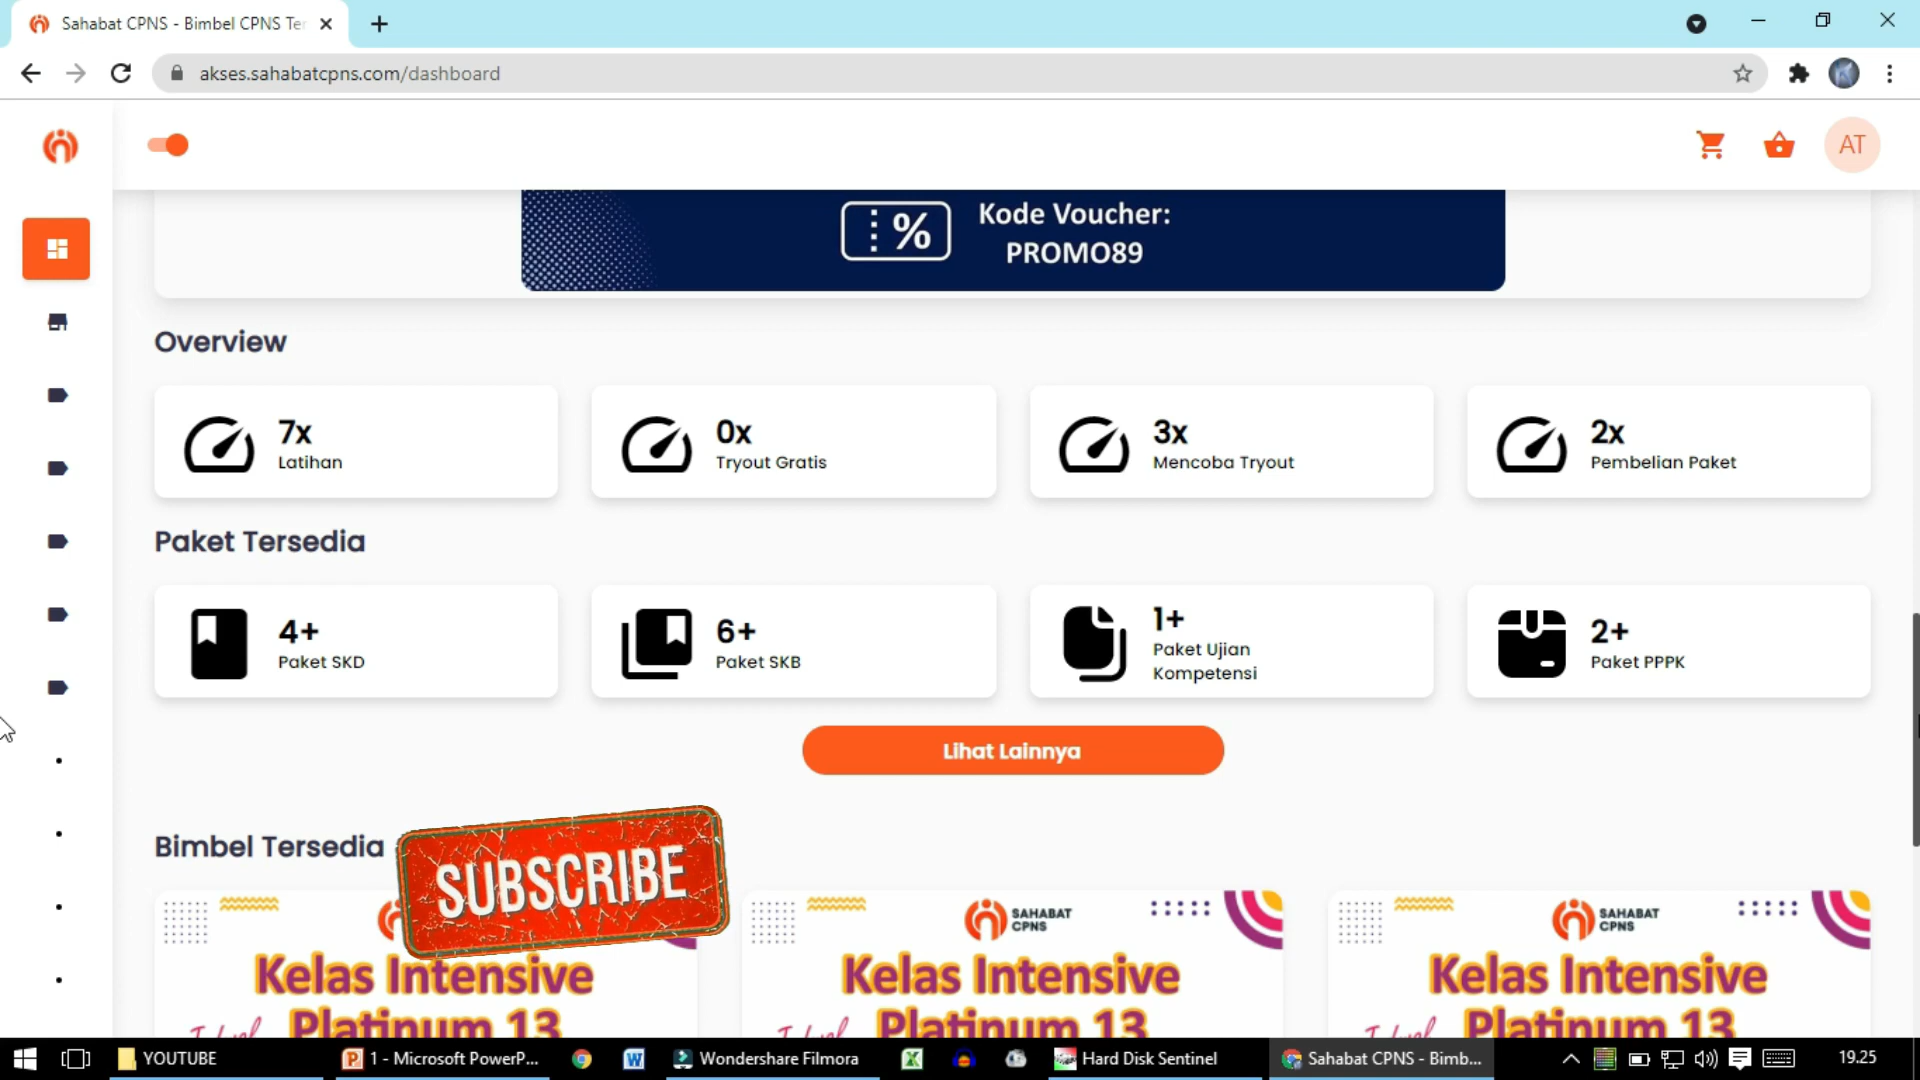 Sahabat CPNS - Bimbel CPNS Ter
akses.sahabatcpns.com/dashboard
AT
Kode Voucher:
%
PROMO89
Overview
7x
Latihan
0x
Tryout Gratis
3x
Mencoba Tryout
2x
Pembelian Paket
Paket Tersedia
4+
Paket SKD
6+
Paket SKB
1+
Paket Ujian
Kompetensi
2+
Paket PPPK
Lihat Lainnya
Bimbel Tersedia
SUBSCRIBE
Kelas Intensive
Platinum 13
SAHABAT
CPNS
Kelas Intensive
Platinum 13
SAHABAT
CPNS
Kelas Intensive
Platinum 13
YOUTUBE
1 - Microsoft PowerP...
Wondershare Filmora
Hard Disk Sentinel
Sahabat CPNS - Bimb...
19.25